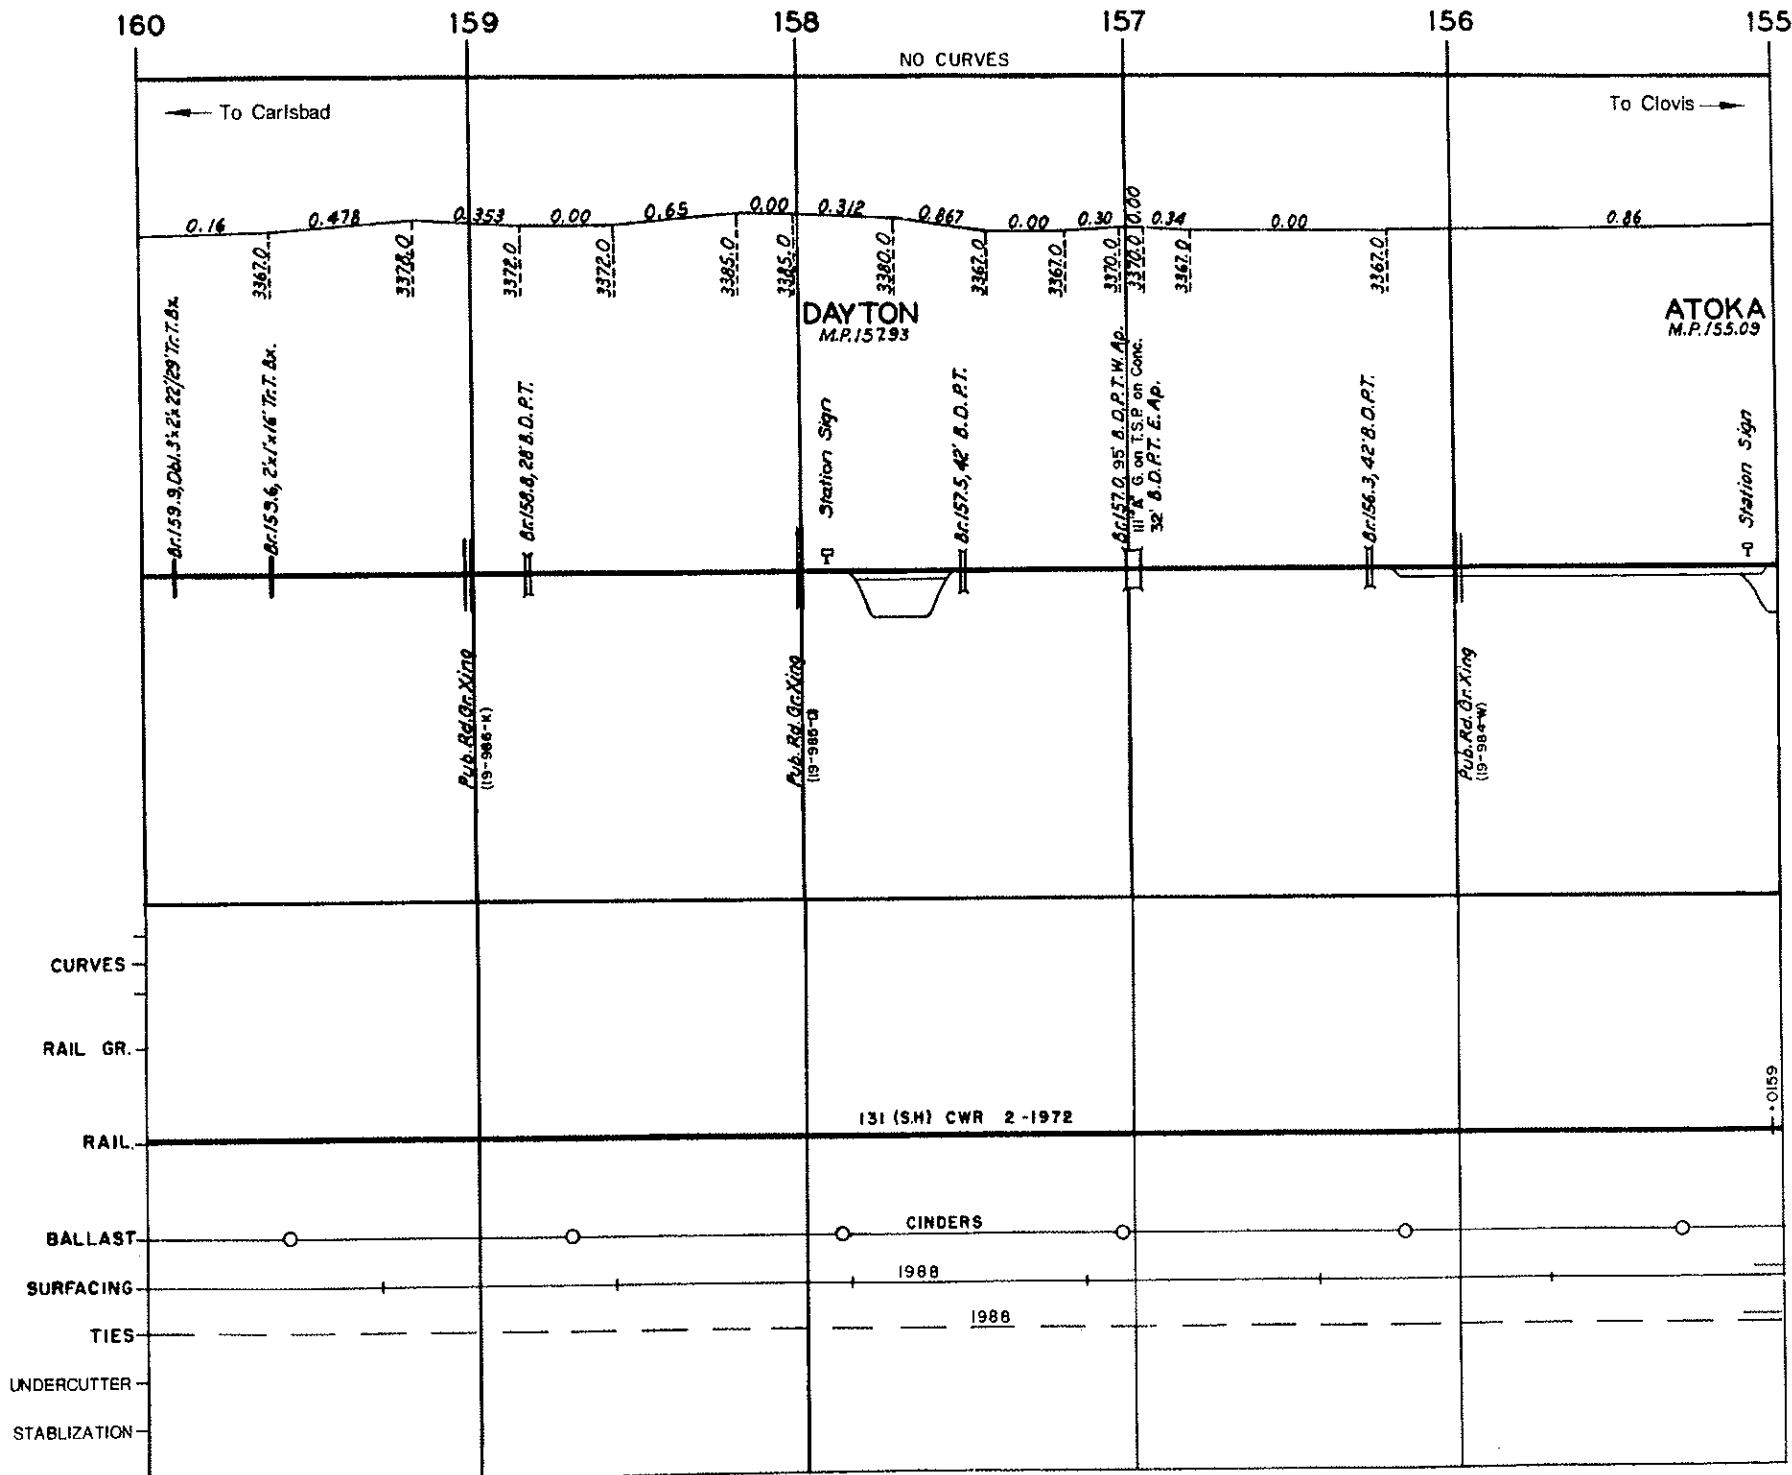 160 159 158 157 156 155
NO CURVES
To Carlsbad
To Clovis
0.16 0.478 0.353 0.00 0.65 0.00 0.312 0.867 0.00 0.30 0.00 0.34 0.00 0.86
3367.0 3378.0 3372.0 3372.0 3385.0 3385.0 3380.0 3367.0 3367.0 3370.0 3370.0 3367.0 3367.0
DAYTON
M.P.157.93
ATOKA
M.P.155.09
Br.159.9, Dbl.3'x2'x22'/29' Tr.T.Bx.
Br.159.6, 2'x1'x16' Tr.T.Bx.
Br.158.8, 28' B.D.P.T.
Station Sign
Br.157.5, 42' B.D.P.T.
Br.157.0, 95' B.D.P.T.W.Ap.
G. on T.S.P. on Conc.
32' B.D.P.T. E.Ap.
Br.156.3, 42' B.D.P.T.
Station Sign
Pub. Rd. Gr. Xing
(19-986-K)
Pub. Rd. Gr. Xing
Pub. Rd. Gr. Xing
(19-984-W)
CURVES
RAIL GR.
+0159
131 (S.H) CWR 2-1972
RAIL
CINDERS
BALLAST
1988
SURFACING
1988
TIES
UNDERCUTTER
STABLIZATION